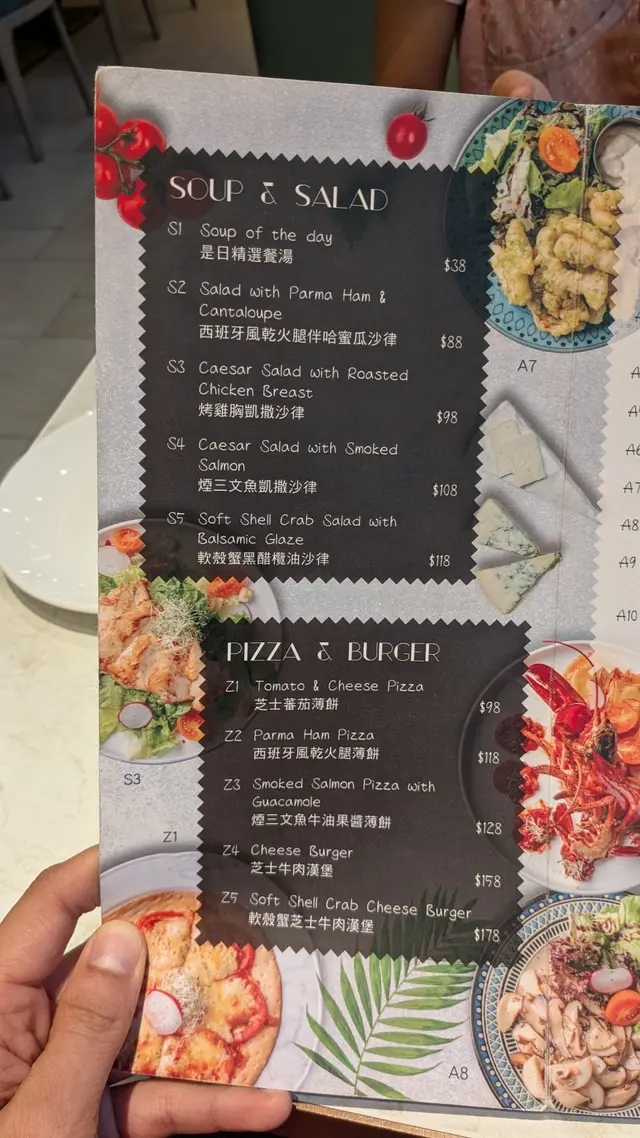 SOUP & SALAD
S1 Soup of the day
是日精選餐湯
$38
S2 Salad with Parma Ham &
Cantaloupe
西班牙風乾火腿伴哈蜜瓜沙律
$88
S3 Caesar Salad with Roasted
Chicken Breast
烤雞胸凱撒沙律
$98
S4 Caesar Salad with Smoked
Salmon
煙三文魚凱撒沙律
$108
S5 Soft Shell Crab Salad with
Balsamic Glaze
軟殼蟹黑醋欖油沙律
$118
PIZZA & BURGER
Z1 Tomato & Cheese Pizza
芝士蕃茄薄餅
$98
Z2 Parma Ham Pizza
西班牙風乾火腿薄餅
$118
Z3 Smoked Salmon Pizza with
Guacamole
煙三文魚牛油果醬薄餅
$128
Z4 Cheese Burger
芝士牛肉漢堡
$158
Z5 Soft Shell Crab Cheese Burger
軟殼蟹芝士牛肉漢堡
$178
S3
Z1
A7
A8
A6
A7
A8
A9
A10